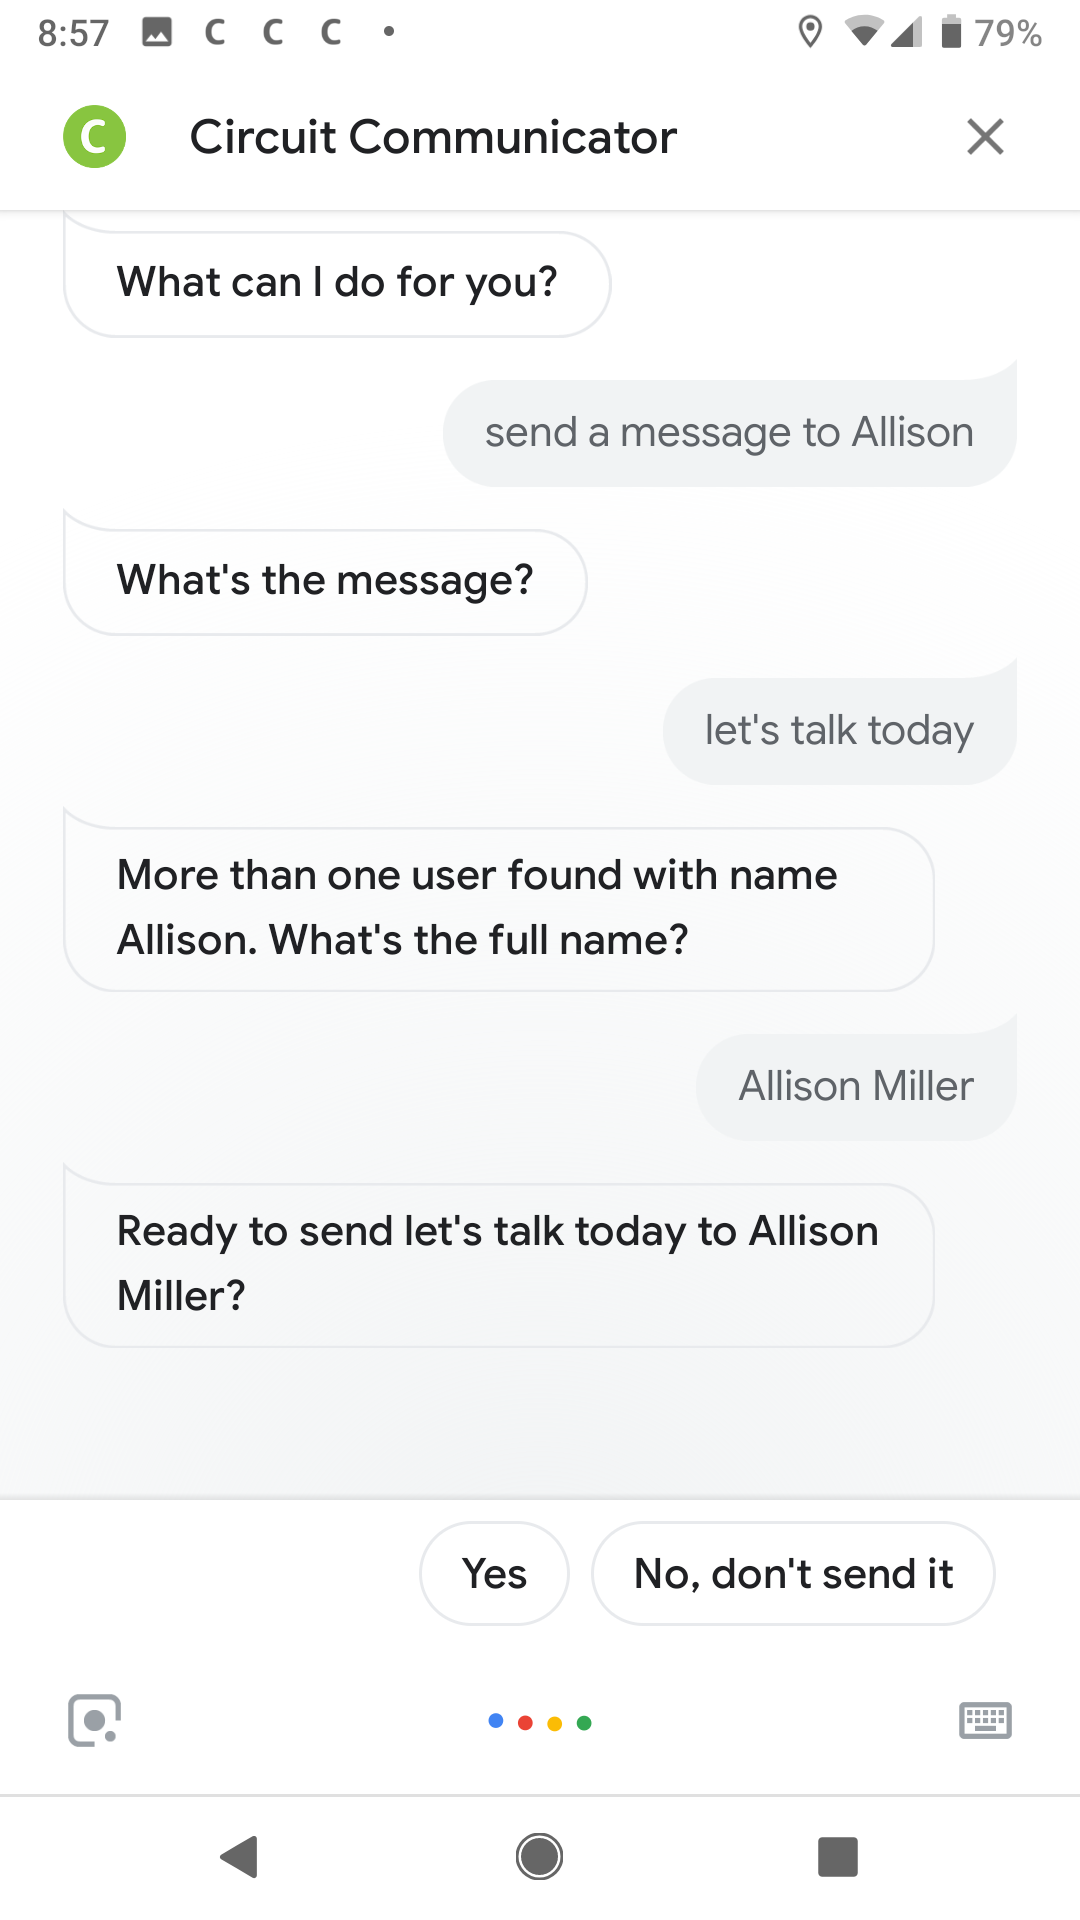 8:57 C C C 79%
C Circuit Communicator
What can I do for you?
send a message to Allison
What's the message?
let's talk today
More than one user found with name
Allison. What's the full name?
Allison Miller
Ready to send let's talk today to Allison
Miller?
Yes No, don't send it